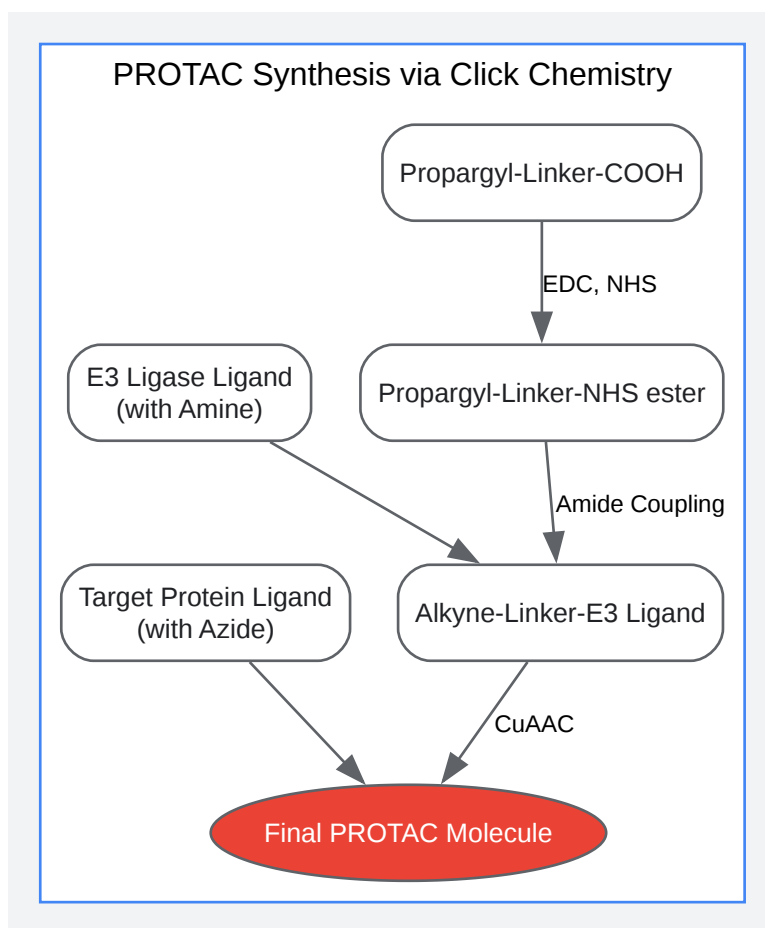 PROTAC Synthesis via Click Chemistry
Propargyl-Linker-COOH
EDC, NHS
E3 Ligase Ligand
(with Amine)
Propargyl-Linker-NHS ester
Amide Coupling
Target Protein Ligand
(with Azide)
Alkyne-Linker-E3 Ligand
CuAAC
Final PROTAC Molecule